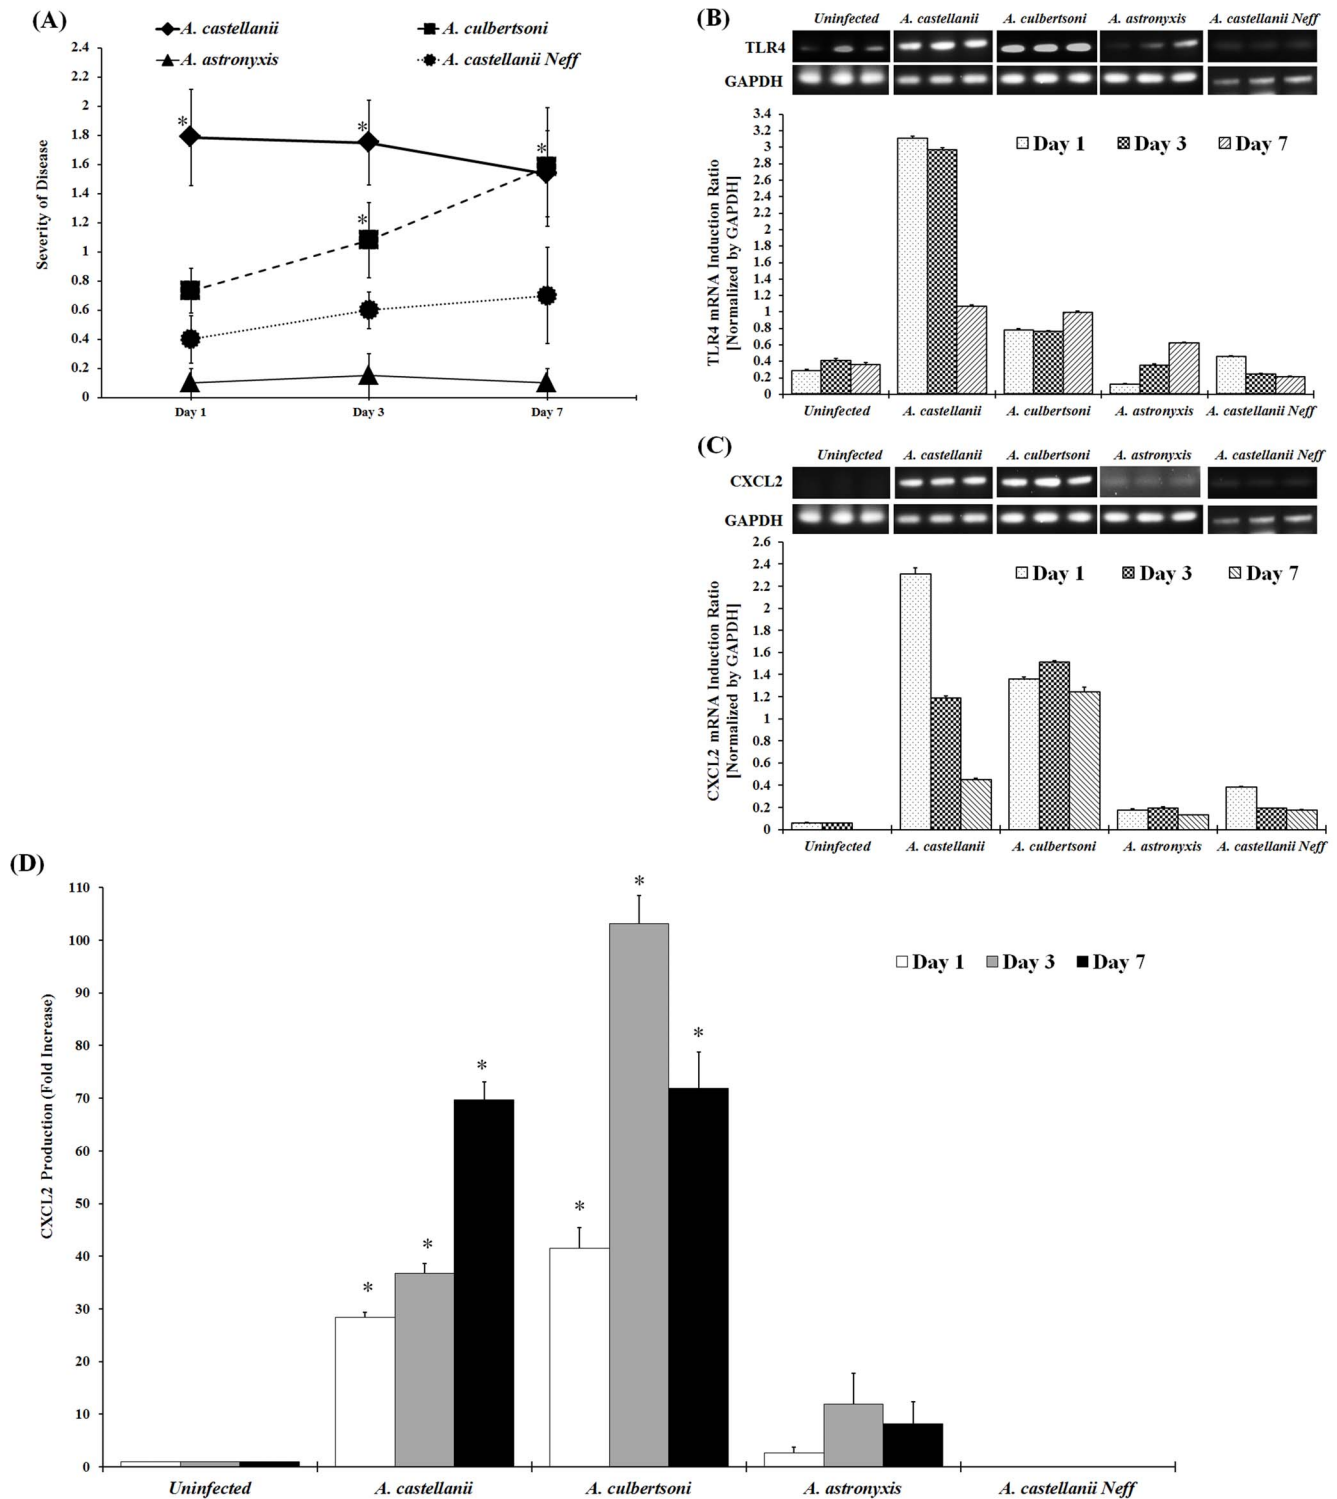 (A)
A. castellanii
A. culbertsoni
A. astronyxis
A. castellanii Neff
Severity of Disease
2.4
2.2
2
1.8
1.6
1.4
1.2
1
0.8
0.6
0.4
0.2
0
*
*
*
*
Day 1
Day 3
Day 7
(B)
Uninfected
A. castellanii
A. culbertsoni
A. astronyxis
A. castellanii Neff
TLR4
GAPDH
TLR4 mRNA Induction Ratio
[Normalized by GAPDH]
3.4
3.2
3
2.8
2.6
2.4
2.2
2
1.8
1.6
1.4
1.2
1
0.8
0.6
0.4
0.2
0
Day 1
Day 3
Day 7
Uninfected
A. castellanii
A. culbertsoni
A. astronyxis
A. castellanii Neff
(C)
Uninfected
A. castellanii
A. culbertsoni
A. astronyxis
A. castellanii Neff
CXCL2
GAPDH
CXCL2 mRNA Induction Ratio
[Normalized by GAPDH]
2.6
2.4
2.2
2
1.8
1.6
1.4
1.2
1
0.8
0.6
0.4
0.2
0
Day 1
Day 3
Day 7
Uninfected
A. castellanii
A. culbertsoni
A. astronyxis
A. castellanii Neff
(D)
CXCL2 Production (Fold Increase)
110
100
90
80
70
60
50
40
30
20
10
0
*
*
*
*
*
*
Day 1
Day 3
Day 7
Uninfected
A. castellanii
A. culbertsoni
A. astronyxis
A. castellanii Neff